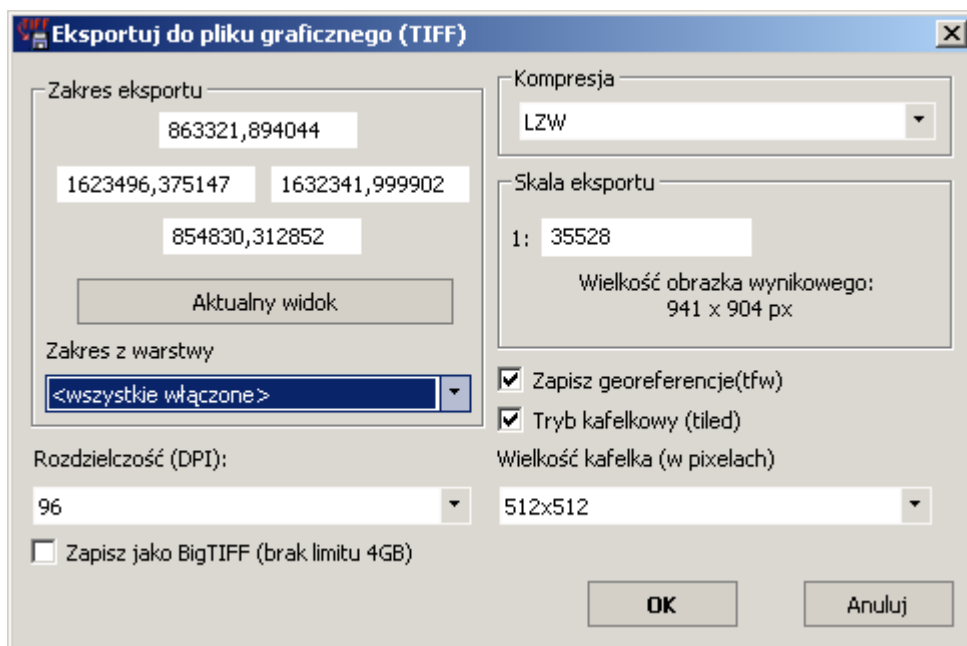 Eksportuj do pliku graficznego (TIFF)
Zakres eksportu
863321,894044
1623496,375147
1632341,999902
854830,312852
Aktualny widok
Zakres z warstwy
<wszystkie włączone>
Rozdzielczość (DPI):
96
Zapisz jako BigTIFF (brak limitu 4GB)
Kompresja
LZW
Skala eksportu
1: 35528
Wielkość obrazka wynikowego:
941 x 904 px
Zapisz georeferencje(tfw)
Tryb kafelkowy (tiled)
Wielkość kafelka (w pixelach)
512x512
OK
Anuluj